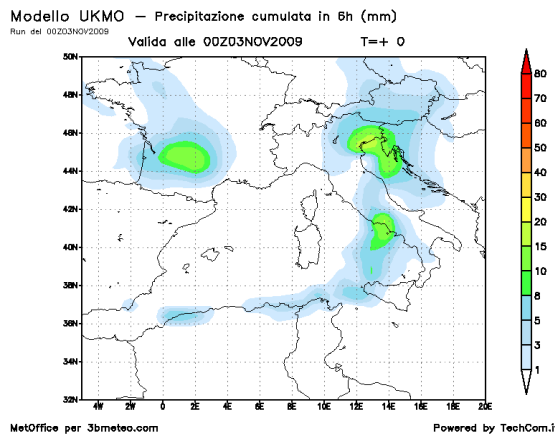 Modello UKMO – Precipitazione cumulata in 6h (mm)
Run del 00Z03NOV2009
Valida alle 00Z03NOV2009 T=+ 0
50N
48N
46N
44N
42N
40N
38N
36N
34N
32N
4W 2W 0 2E 4E 6E 8E 10E 12E 14E 16E 18E 20E
80
70
60
50
40
30
20
15
10
8
5
3
1
MetOffice per 3bmeteo.com
Powered by TechCom.i